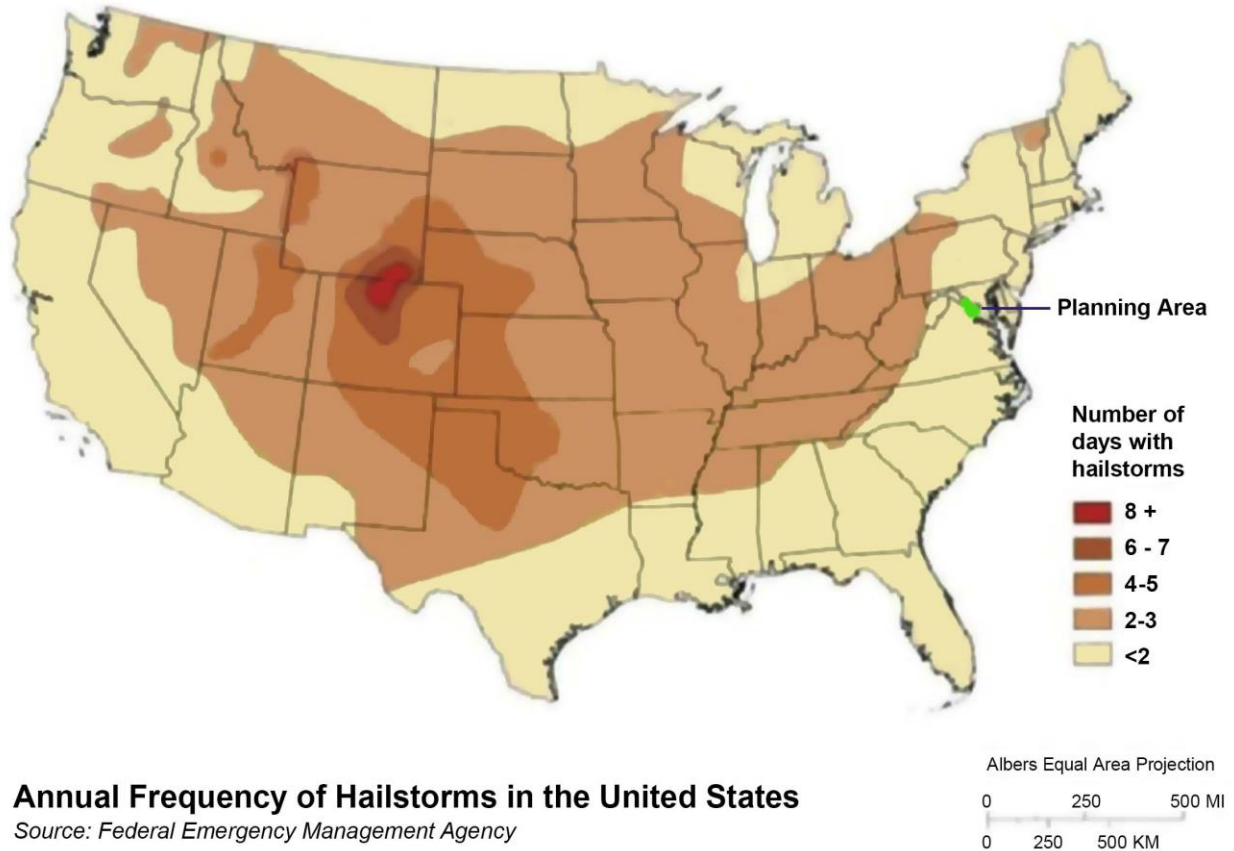 Planning Area
Number of
days with
hailstorms
8 +
6 - 7
4-5
2-3
<2
Albers Equal Area Projection
0 250 500 MI
0 250 500 KM
Annual Frequency of Hailstorms in the United States
Source: Federal Emergency Management Agency